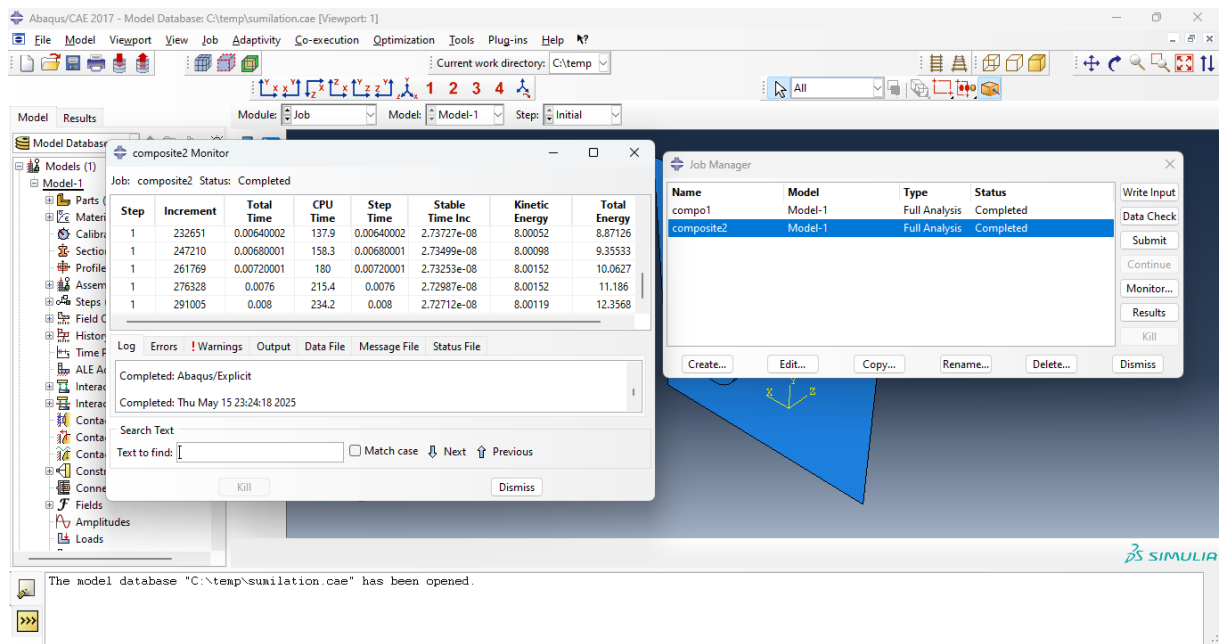 Abaqus/CAE 2017 - Model Database: C:\temp\sumilation.cae [Viewport: 1]
File Model Viewport View Job Adaptivity Co-execution Optimization Tools Plug-ins Help
Current work directory: C:\temp
1 2 3 4
All
Model Results
Module: Job Model: Model-1 Step: Initial
Model Database
Models (1)
Model-1
Parts (
Materi
Calibra
Section
Profile
Assem
Steps
Field O
History
Time P
ALE A
Interac
Interac
Conta
Conta
Conta
Constr
Conne
Fields
Amplitudes
Loads
composite2 Monitor
Job: composite2 Status: Completed
Step Increment Total Time CPU Time Step Time Stable Time Inc Kinetic Energy Total Energy
1 232651 0.00640002 137.9 0.00640002 2.73727e-08 8.00052 8.87126
1 247210 0.00680001 158.3 0.00680001 2.73499e-08 8.00098 9.35533
1 261769 0.00720001 180 0.00720001 2.73253e-08 8.00152 10.0627
1 276328 0.0076 215.4 0.0076 2.72987e-08 8.00152 11.186
1 291005 0.008 234.2 0.008 2.72712e-08 8.00119 12.3568
Log Errors ! Warnings Output Data File Message File Status File
Completed: Abaqus/Explicit
Completed: Thu May 15 23:24:18 2025
Search Text
Text to find: Match case Next Previous
Kill Dismiss
Job Manager
Name Model Type Status
compo1 Model-1 Full Analysis Completed
composite2 Model-1 Full Analysis Completed
Write Input
Data Check
Submit
Continue
Monitor...
Results
Kill
Create... Edit... Copy... Rename... Delete... Dismiss
X Y Z
SIMULIA
The model database "C:\temp\sumilation.cae" has been opened.
>>>